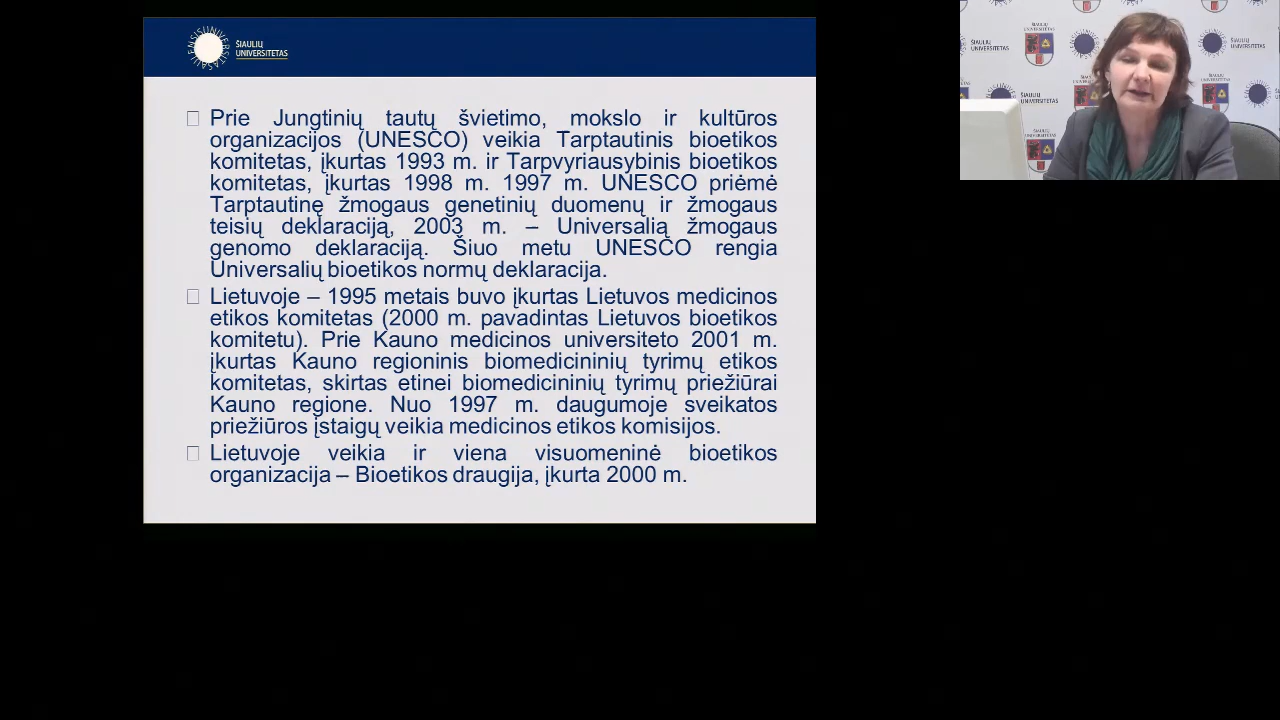 ŠIAULIŲ
UNIVERSITETAS
Prie Jungtinių tautų švietimo, mokslo ir kultūros
organizacijos (UNESCO) veikia Tarptautinis bioetikos
komitetas, įkurtas 1993 m. ir Tarpvyriausybinis bioetikos
komitetas, įkurtas 1998 m. 1997 m. UNESCO priėmė
Tarptautinę žmogaus genetinių duomenų ir žmogaus
teisių deklaraciją, 2003 m. – Universalią žmogaus
genomo deklaraciją. Šiuo metu UNESCO rengia
Universalių bioetikos normų deklaracija.
Lietuvoje – 1995 metais buvo įkurtas Lietuvos medicinos
etikos komitetas (2000 m. pavadintas Lietuvos bioetikos
komitetu). Prie Kauno medicinos universiteto 2001 m.
įkurtas Kauno regioninis biomedicininių tyrimų etikos
komitetas, skirtas etinei biomedicininių tyrimų priežiūrai
Kauno regione. Nuo 1997 m. daugumoje sveikatos
priežiūros įstaigų veikia medicinos etikos komisijos.
Lietuvoje veikia ir viena visuomeninė bioetikos
organizacija – Bioetikos draugija, įkurta 2000 m.
ŠIAULIŲ
UNIVERSITETAS